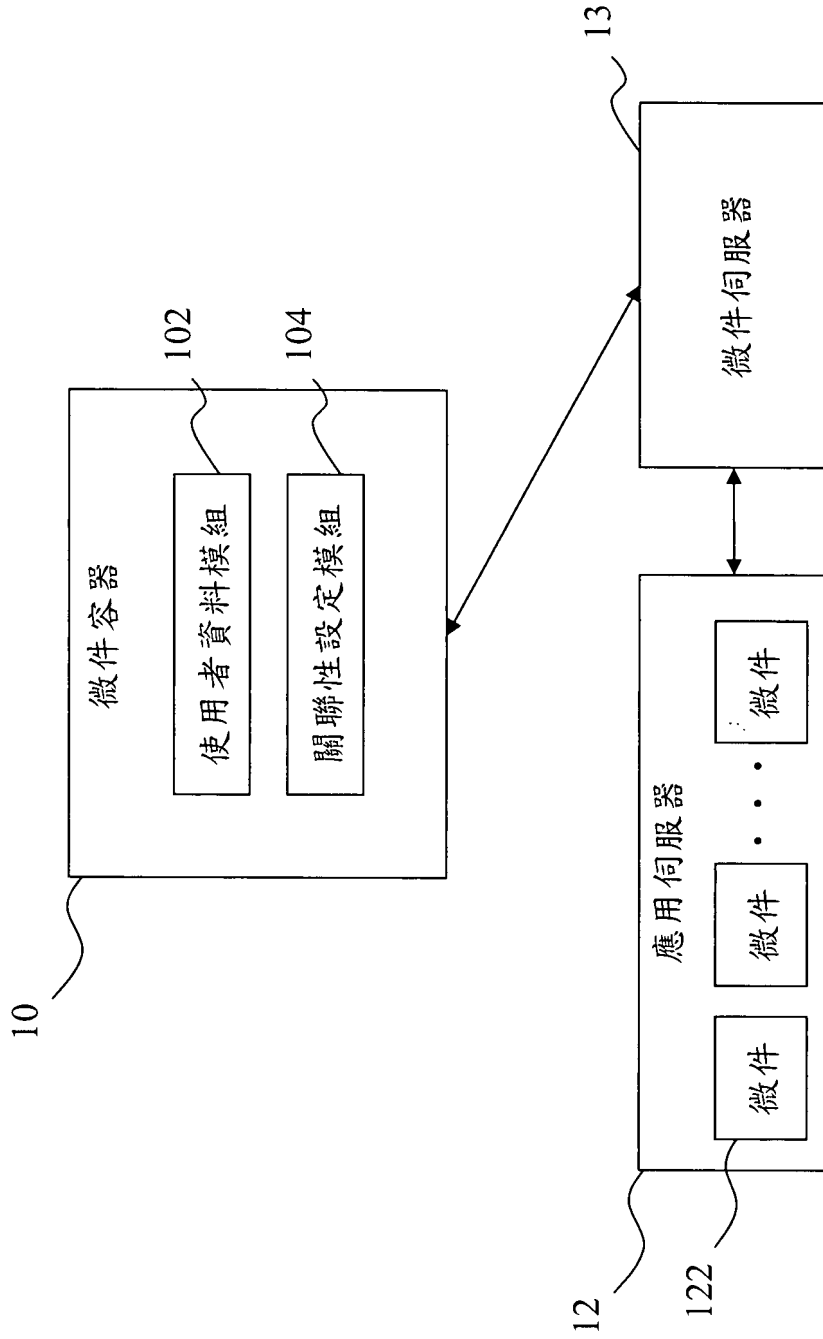 10
微件容器
使用者資料模組
102
關聯性設定模組
104
12
應用伺服器
微件
微件
• • •
微件
122
微件伺服器
13